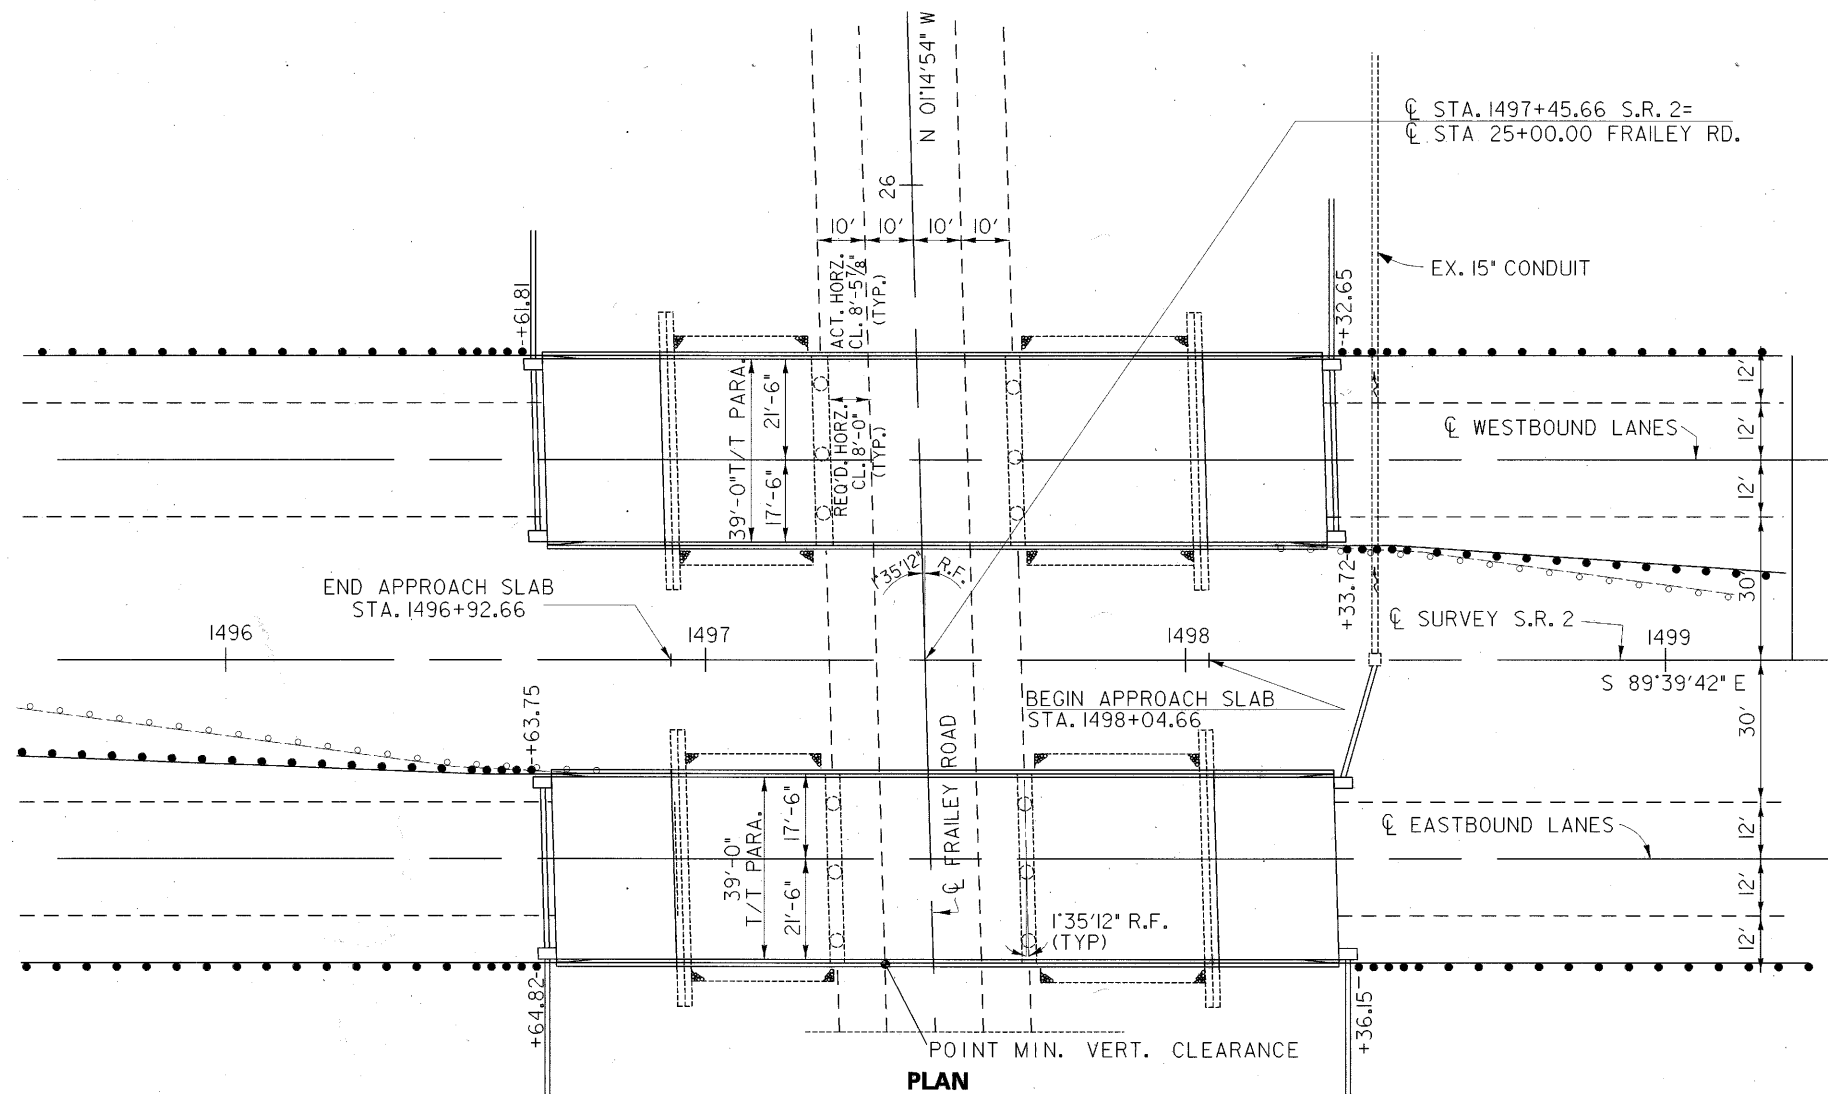 N 01°14'54" W
℄ STA. 1497+45.66 S.R. 2=
℄ STA 25+00.00 FRAILEY RD.
26
10' 10' 10' 10'
EX. 15" CONDUIT
+61.81
ACT. HORZ.
CL. 8'-5⅞"
(TYP.)
+32.65
39'-0" T/T PARA.
21'-6"
17'-6"
REQ'D. HORZ.
CL. 8'-0"
(TYP.)
12'
12'
12'
℄ WESTBOUND LANES
1°35'12" R.F.
END APPROACH SLAB
STA. 1496+92.66
+33.72
30'
℄ SURVEY S.R. 2
1496
1497
1498
1499
S 89°39'42" E
+63.75
BEGIN APPROACH SLAB
STA. 1498+04.66
30'
℄ FRAILEY ROAD
39'-0"
T/T PARA.
17'-6"
21'-6"
℄ EASTBOUND LANES
12'
12'
12'
1°35'12" R.F.
(TYP)
+64.82
+36.15
POINT MIN. VERT. CLEARANCE
PLAN